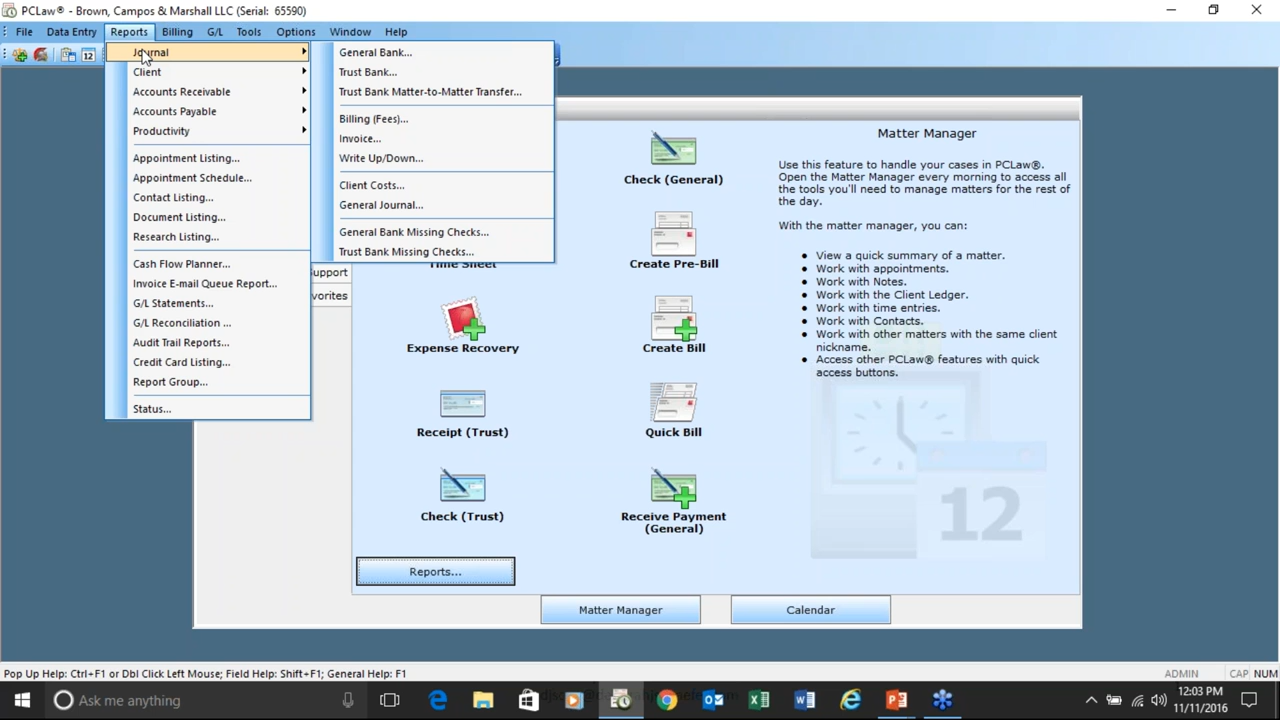 PCLaw® - Brown, Campos & Marshall LLC (Serial: 65590)
File Data Entry Reports Billing G/L Tools Options Window Help
12
Journal
Client
Accounts Receivable
Accounts Payable
Productivity
Appointment Listing...
Appointment Schedule...
Contact Listing...
Document Listing...
Research Listing...
Cash Flow Planner...
Invoice E-mail Queue Report...
G/L Statements...
G/L Reconciliation ...
Audit Trail Reports...
Credit Card Listing...
Report Group...
Status...
General Bank...
Trust Bank...
Trust Bank Matter-to-Matter Transfer...
Billing (Fees)...
Invoice...
Write Up/Down...
Client Costs...
General Journal...
General Bank Missing Checks...
Trust Bank Missing Checks...
Support
vorites
Time Sheet
Expense Recovery
Receipt (Trust)
Check (Trust)
Reports...
Check (General)
Create Pre-Bill
Create Bill
Quick Bill
Receive Payment
(General)
Matter Manager
Use this feature to handle your cases in PCLaw®.
Open the Matter Manager every morning to access all
the tools you'll need to manage matters for the rest of
the day.
With the matter manager, you can:
View a quick summary of a matter.
Work with appointments.
Work with Notes.
Work with the Client Ledger.
Work with time entries.
Work with Contacts.
Work with other matters with the same client
nickname.
Access other PCLaw® features with quick
access buttons.
12
Matter Manager
Calendar
Pop Up Help: Ctrl+F1 or Dbl Click Left Mouse; Field Help: Shift+F1; General Help: F1
ADMIN CAP NUM
Ask me anything
12:03 PM
11/11/2016